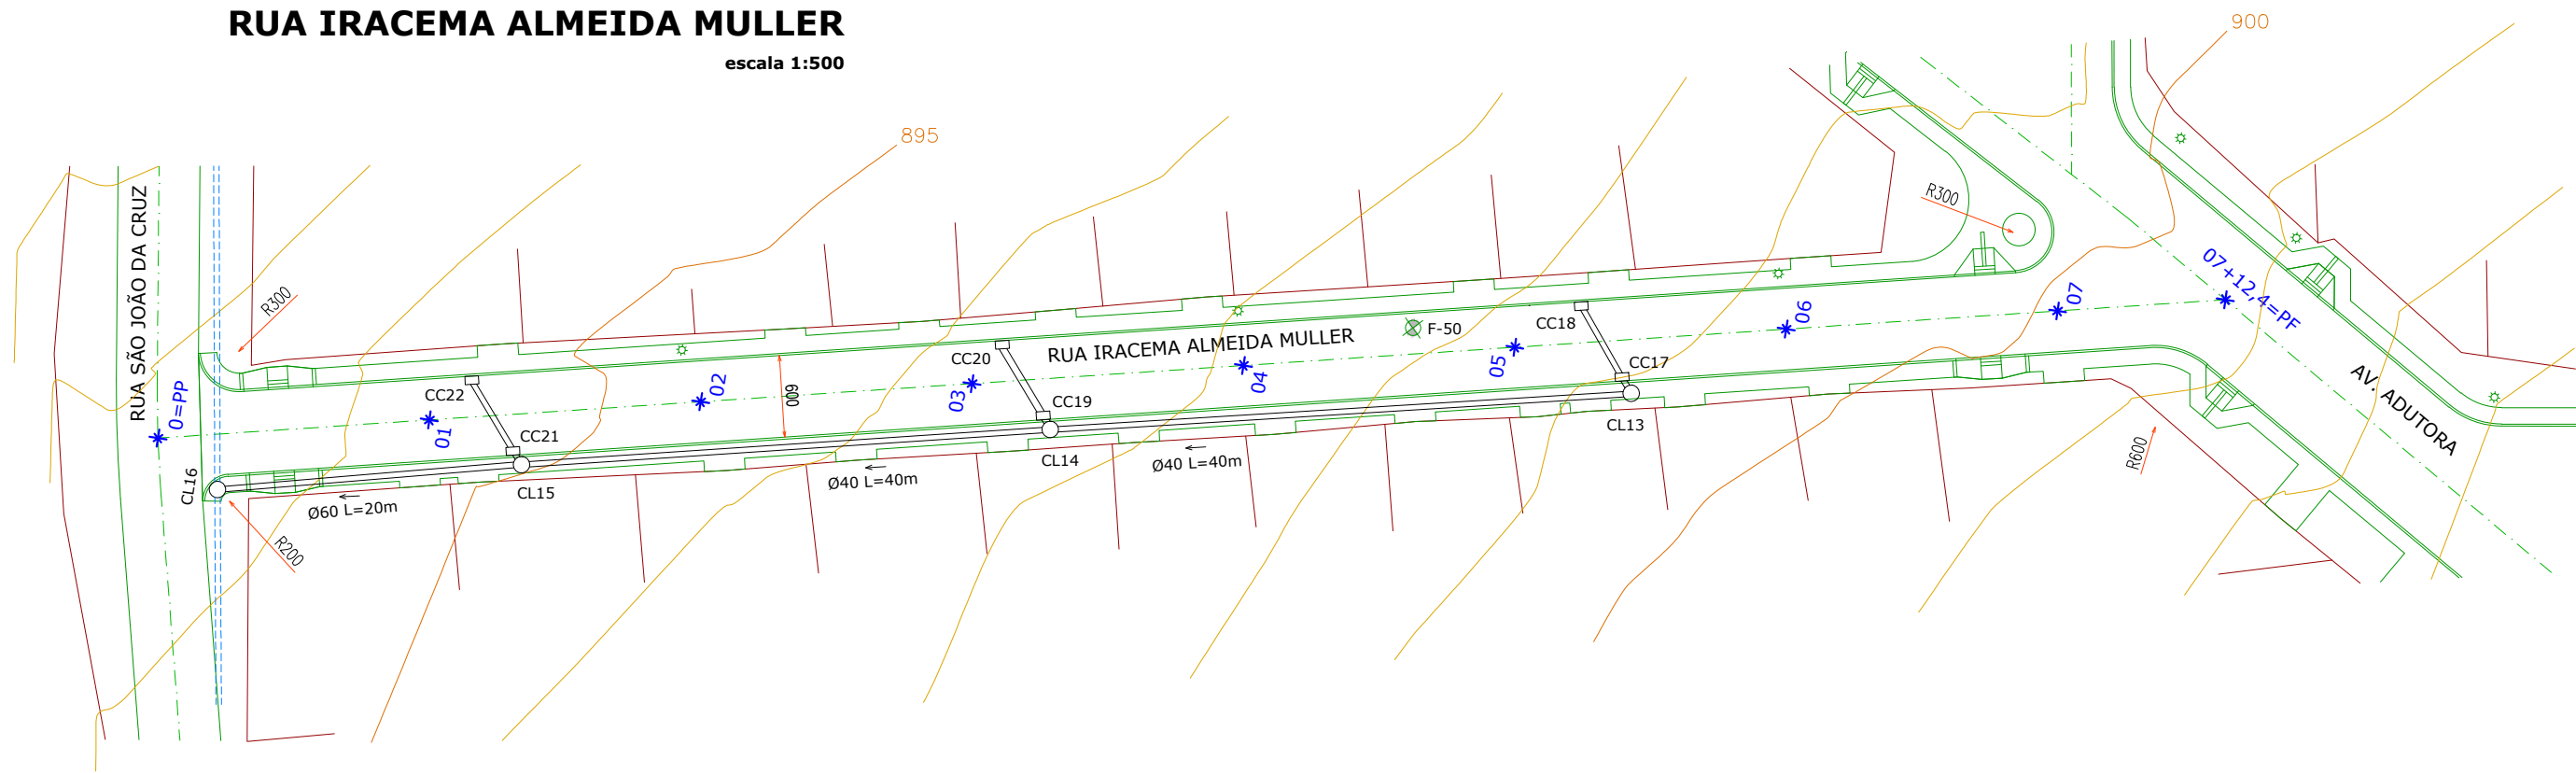 RUA IRACEMA ALMEIDA MULLER
escala 1:500
900
895
RUA SÃO JOÃO DA CRUZ
R300
R300
0=PP
01
02
03
04
05
06
07
07+12,4=PF
AV. ADUTORA
RUA IRACEMA ALMEIDA MULLER
F-50
600
CC22
CC21
CC20
CC19
CC18
CC17
CL16
CL15
CL14
CL13
Ø60 L=20m
Ø40 L=40m
Ø40 L=40m
R200
R600